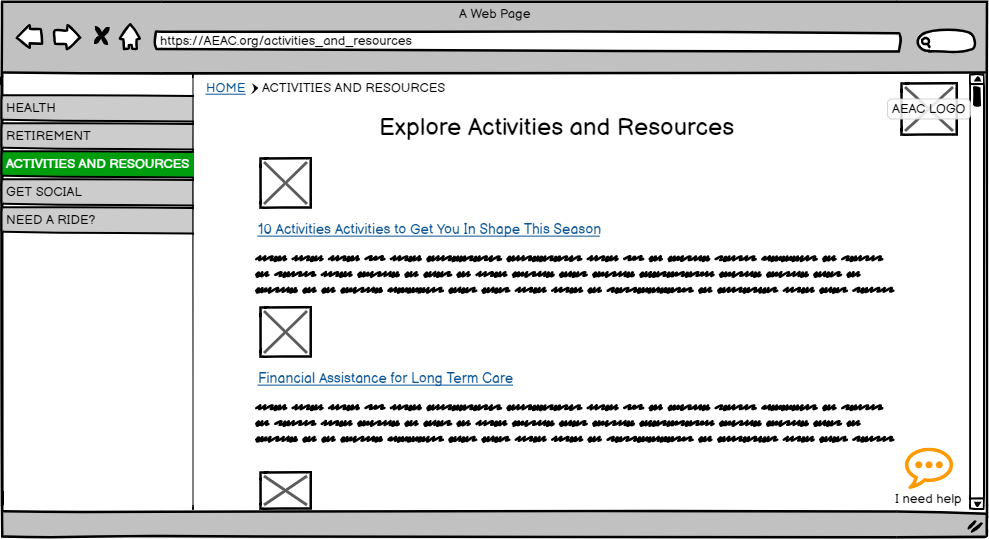 A Web Page
https://AEAC.org/activities_and_resources
HOME > ACTIVITIES AND RESOURCES
AEAC LOGO
HEALTH
RETIREMENT
ACTIVITIES AND RESOURCES
GET SOCIAL
NEED A RIDE?
Explore Activities and Resources
10 Activities Activities to Get You In Shape This Season
Financial Assistance for Long Term Care
I need help